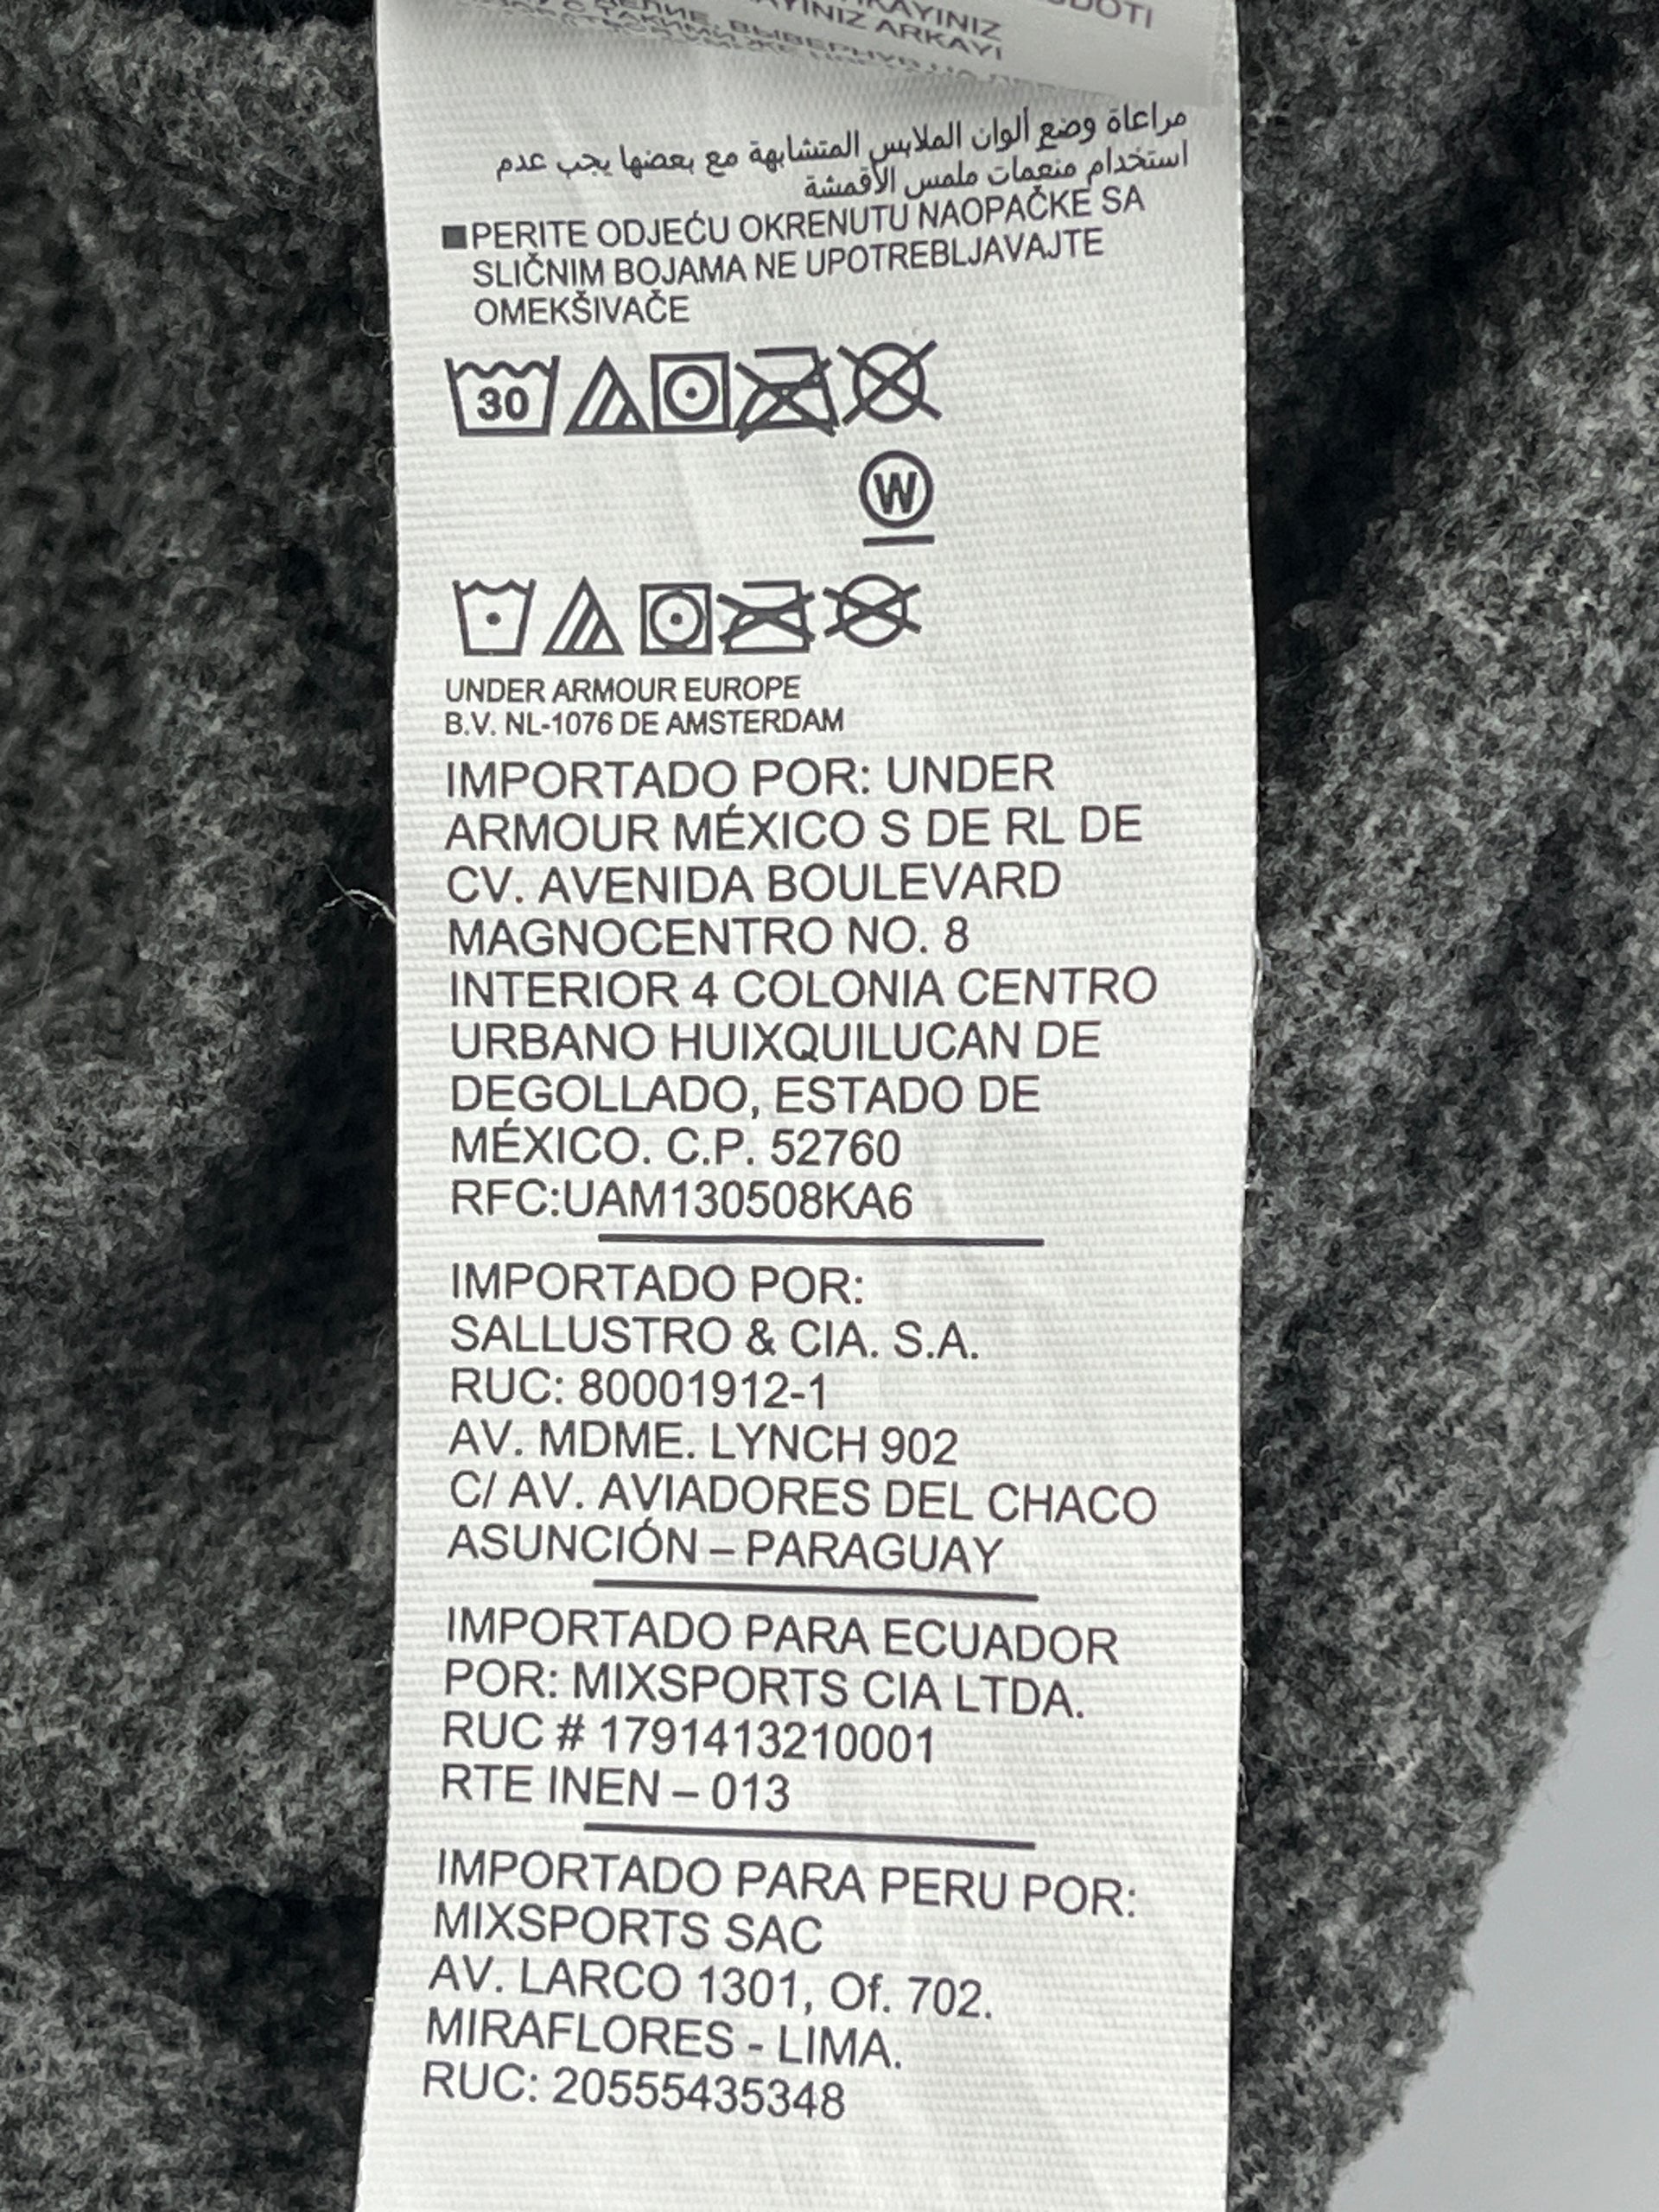 İNIZ ARKAYI
مراعاة وضع ألوان الملابس المتشابهة مع بعضها يجب عدم
استخدام منعمات ملمس الأقمشة
■PERITE ODJEĆU OKRENUTU NAOPAČKE SA
SLIČNIM BOJAMA NE UPOTREBLJAVAJTE
OMEKŠIVAČE
30
W
UNDER ARMOUR EUROPE
B.V. NL-1076 DE AMSTERDAM
IMPORTADO POR: UNDER
ARMOUR MÉXICO S DE RL DE
CV. AVENIDA BOULEVARD
MAGNOCENTRO NO. 8
INTERIOR 4 COLONIA CENTRO
URBANO HUIXQUILUCAN DE
DEGOLLADO, ESTADO DE
MÉXICO. C.P. 52760
RFC:UAM130508KA6
IMPORTADO POR:
SALLUSTRO & CIA. S.A.
RUC: 80001912-1
AV. MDME. LYNCH 902
C/ AV. AVIADORES DEL CHACO
ASUNCIÓN – PARAGUAY
IMPORTADO PARA ECUADOR
POR: MIXSPORTS CIA LTDA.
RUC # 1791413210001
RTE INEN – 013
IMPORTADO PARA PERU POR:
MIXSPORTS SAC
AV. LARCO 1301, Of. 702.
MIRAFLORES - LIMA.
RUC: 20555435348